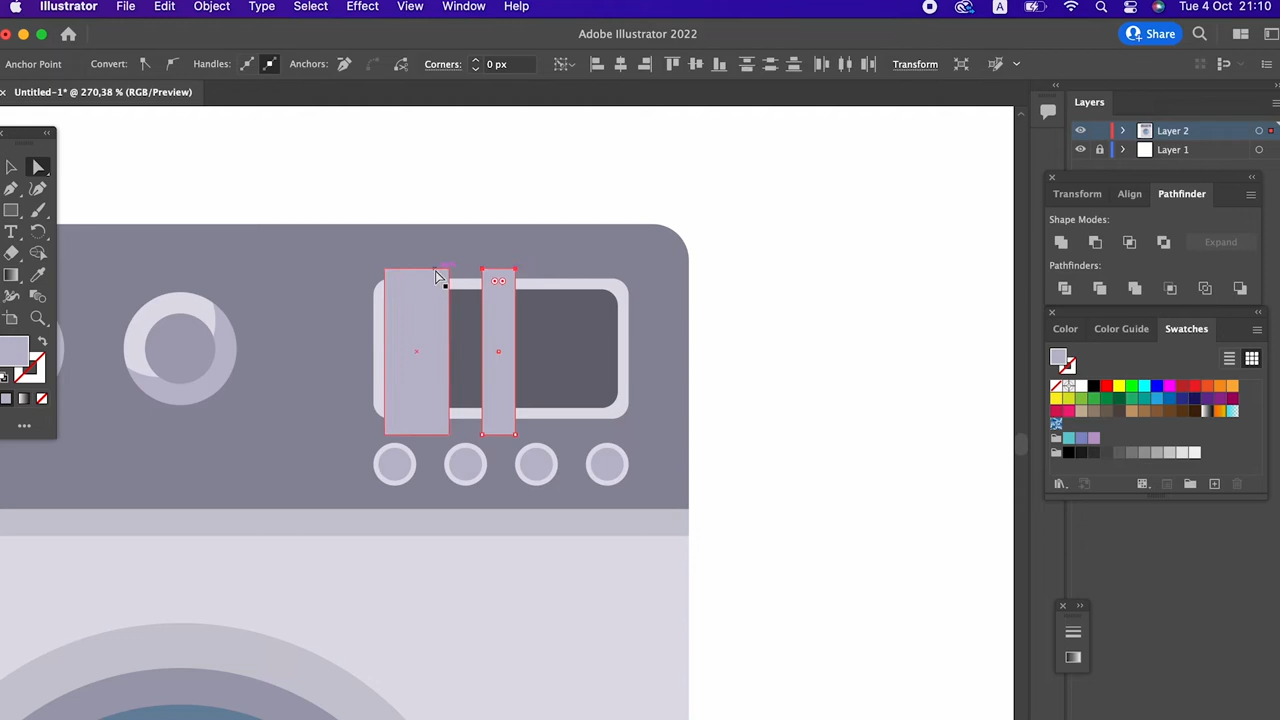 Illustrator File Edit Object Type Select Effect View Window Help A Tue 4 Oct 21:10
Adobe Illustrator 2022 Share
Anchor Point Convert: Handles: Anchors: Corners: 0 px Transform
Untitled-1* @ 270,38 % (RGB/Preview)
Layers
Layer 2
Layer 1
Transform Align Pathfinder
Shape Modes:
Expand
Pathfinders:
Color Color Guide Swatches